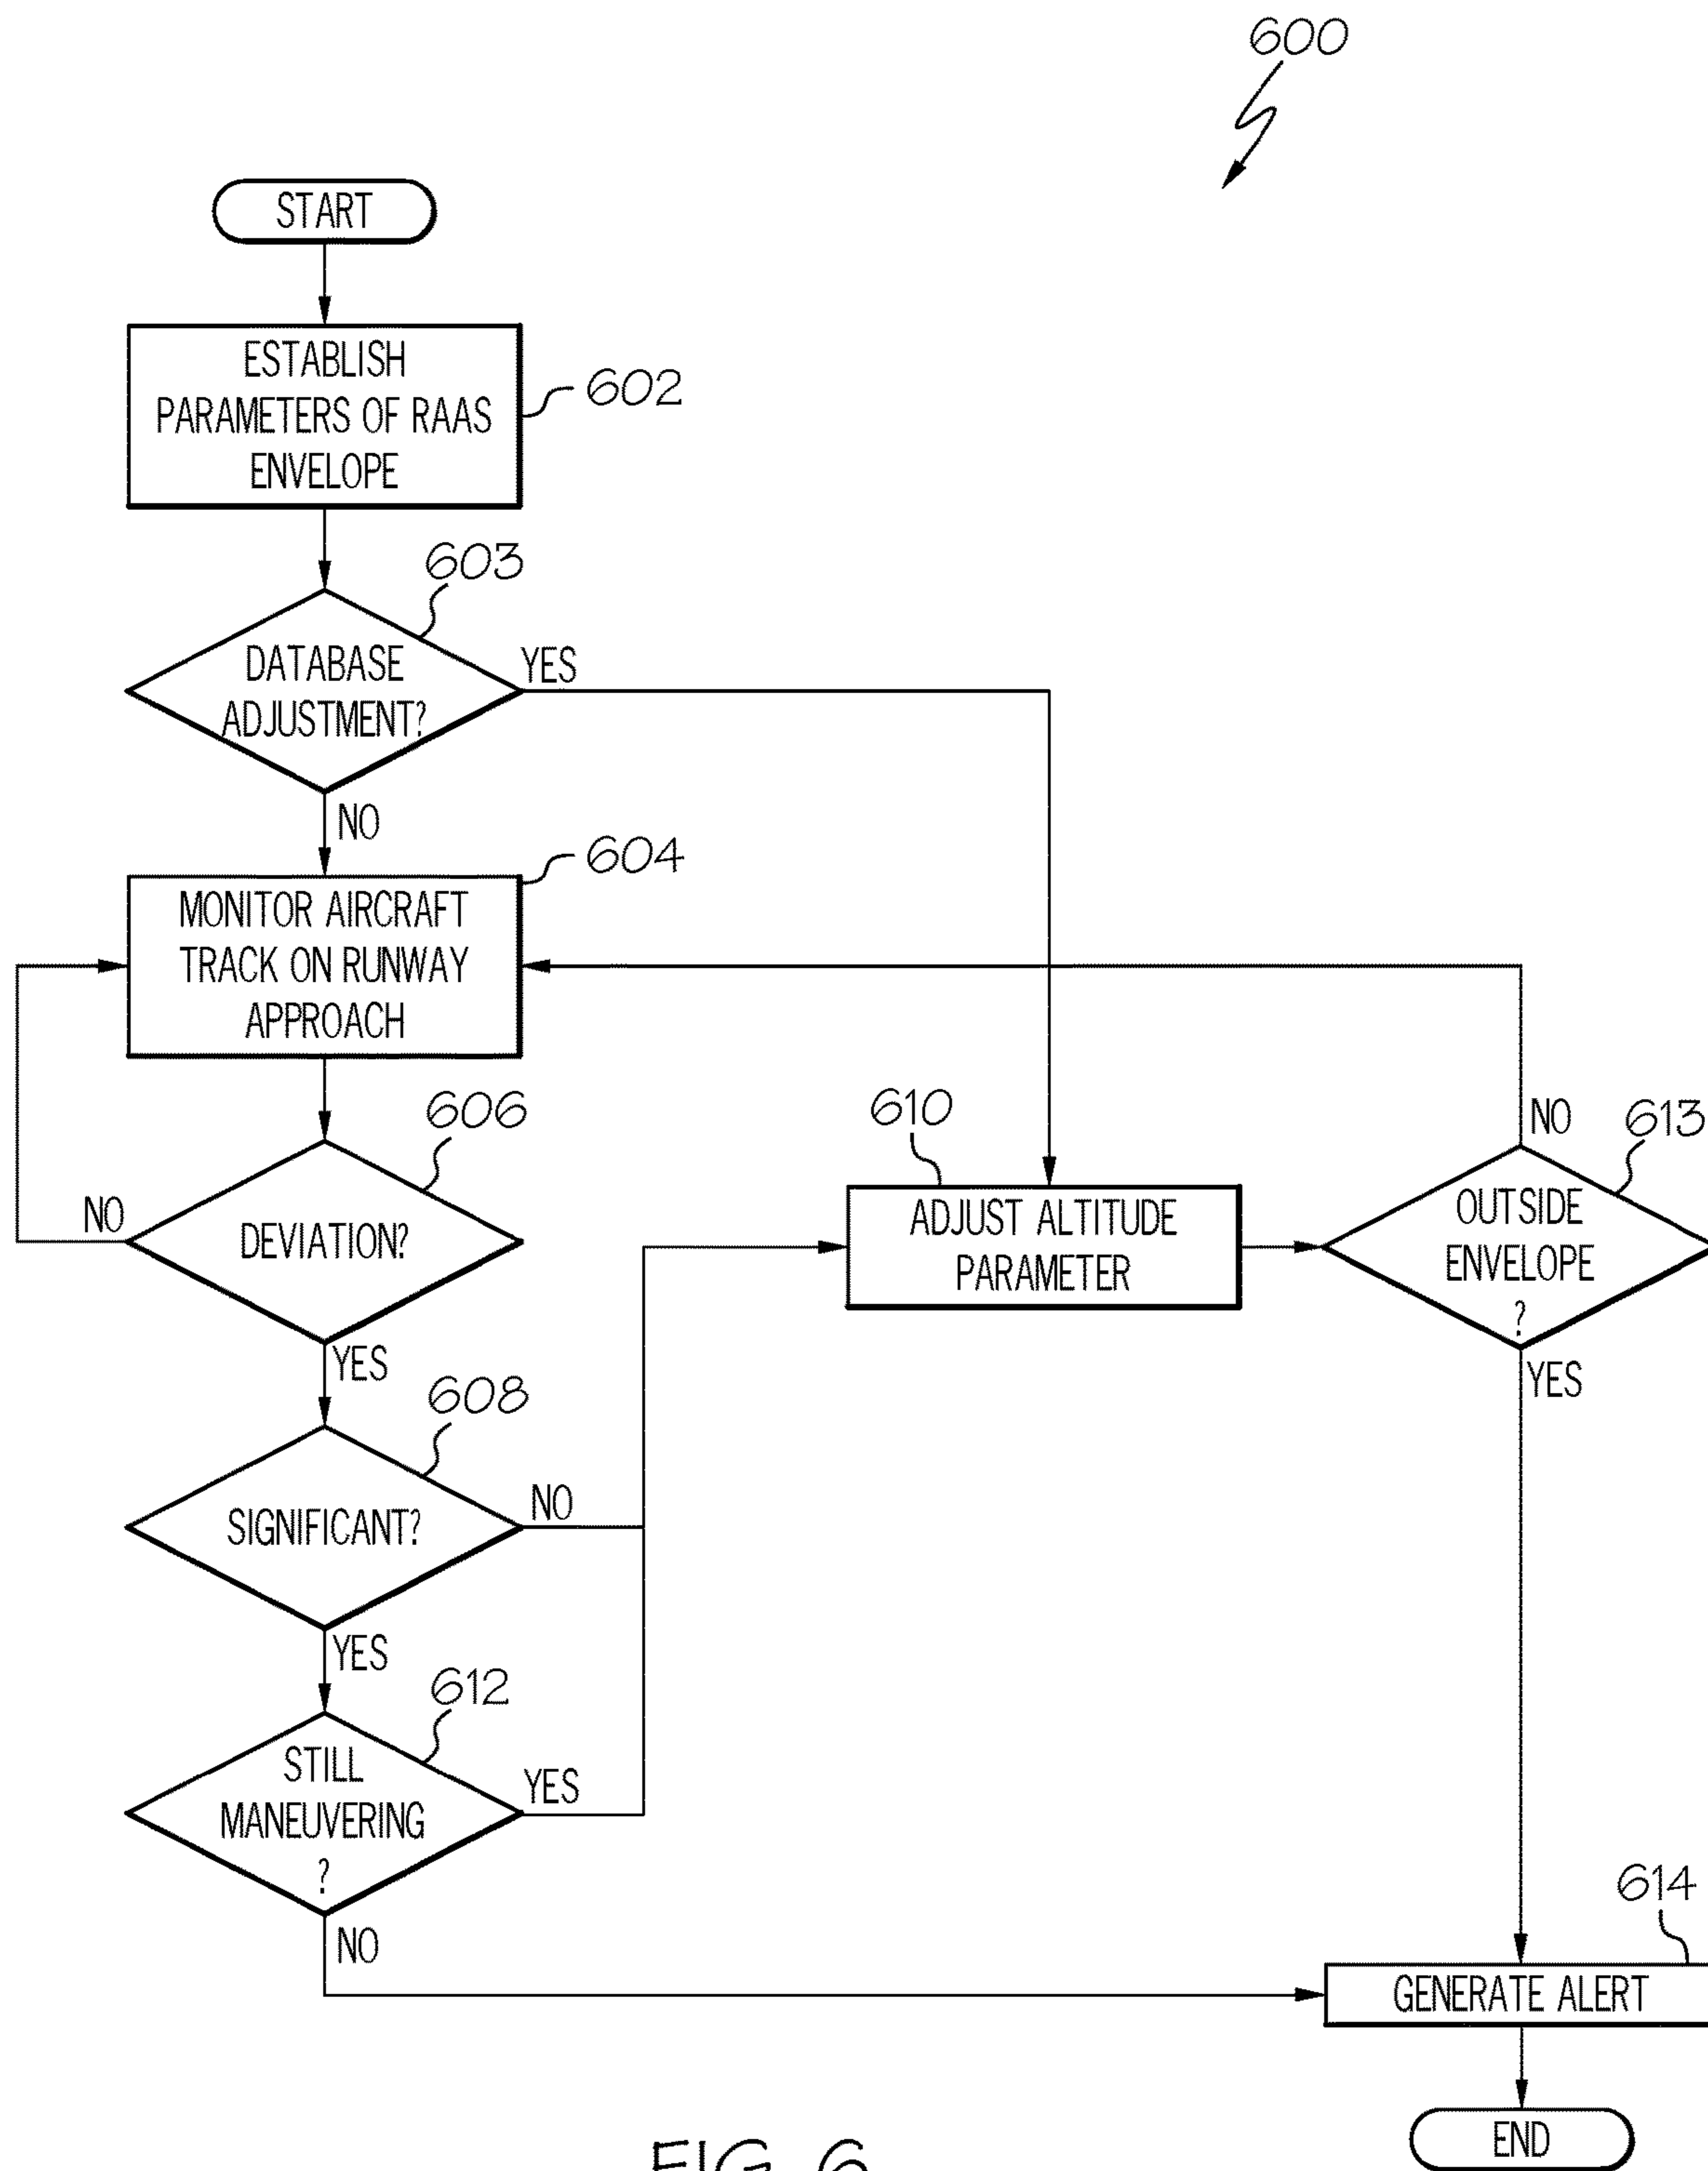 600
START
ESTABLISH
PARAMETERS OF RAAS
ENVELOPE
602
603
DATABASE
ADJUSTMENT?
YES
NO
604
MONITOR AIRCRAFT
TRACK ON RUNWAY
APPROACH
606
DEVIATION?
NO
YES
608
SIGNIFICANT?
NO
YES
612
STILL
MANEUVERING
?
YES
NO
610
ADJUST ALTITUDE
PARAMETER
613
NO
OUTSIDE
ENVELOPE
?
YES
614
GENERATE ALERT
END
FIG. 6